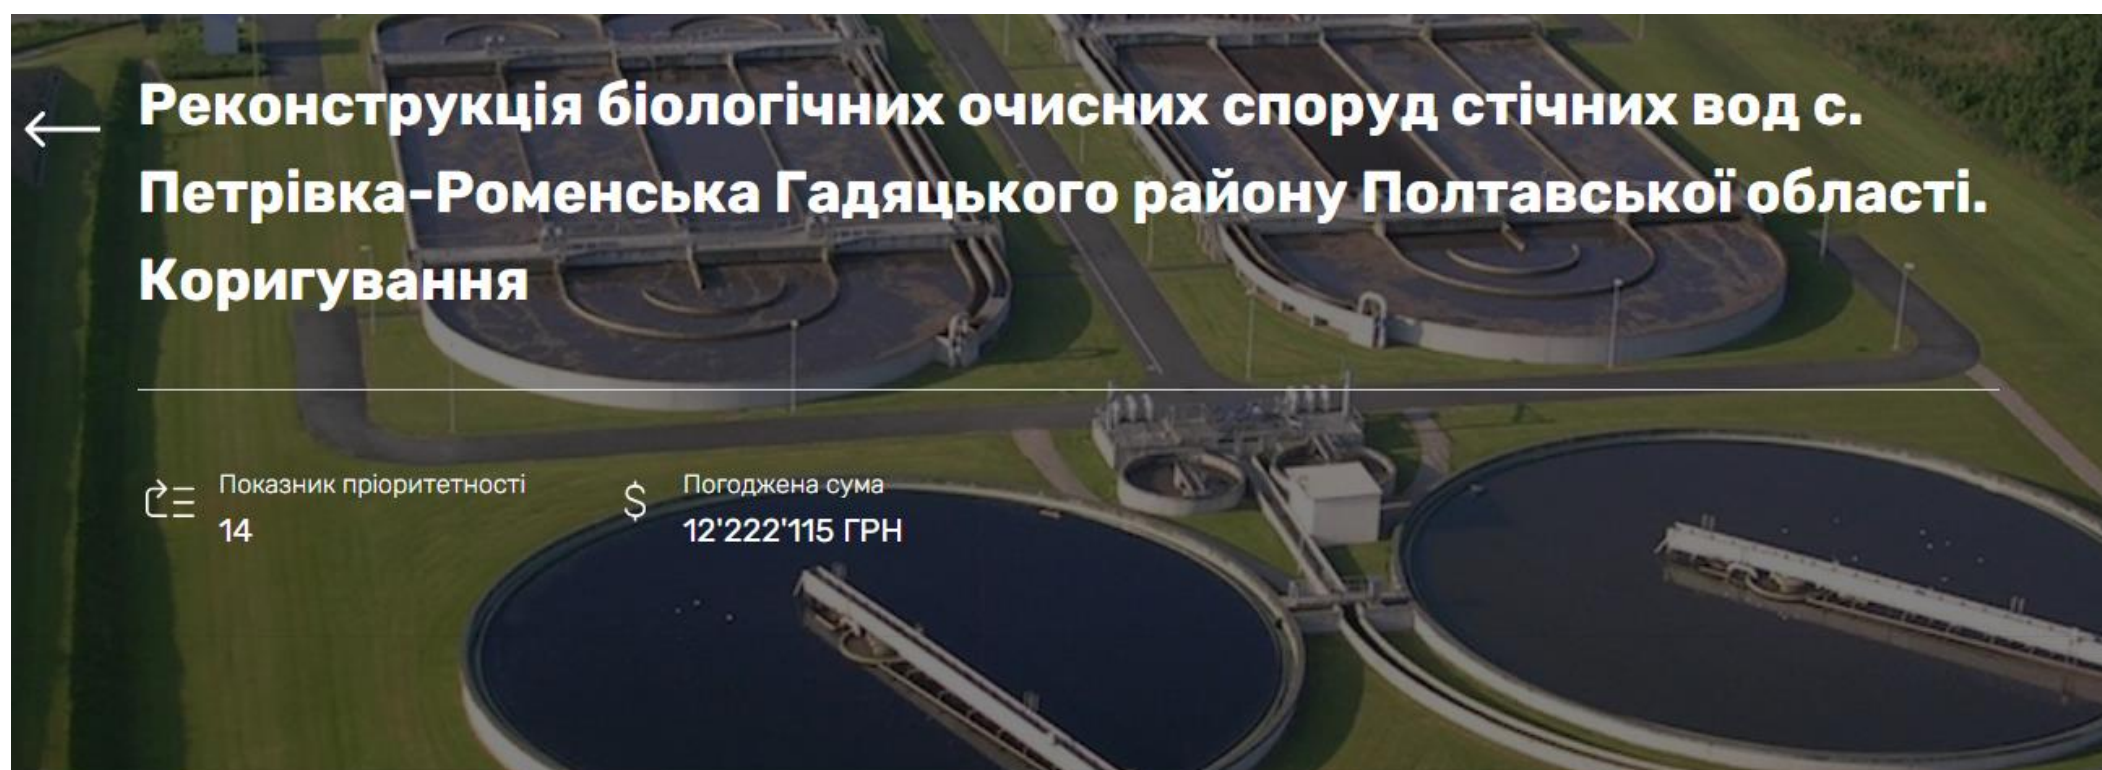 Реконструкція біологічних очисних споруд стічних вод с.
Петрівка-Роменська Гадяцького району Полтавської області.
Коригування
Показник пріоритетності
14
Погоджена сума
12'222'115 ГРН